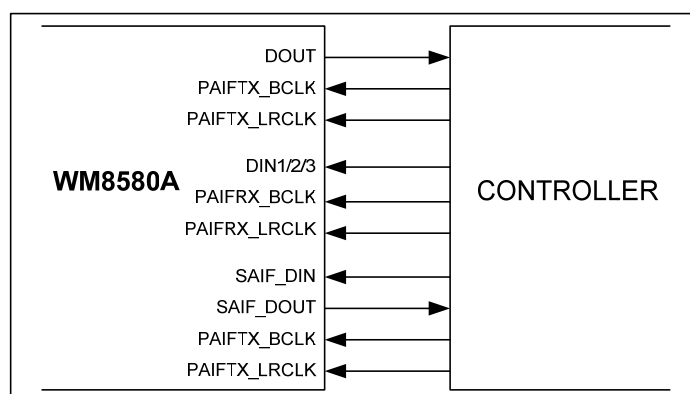 DOUT
PAIFTX_BCLK
PAIFTX_LRCLK
DIN1/2/3
WM8580A
PAIFRX_BCLK
CONTROLLER
PAIFRX_LRCLK
SAIF_DIN
SAIF_DOUT
PAIFTX_BCLK
PAIFTX_LRCLK